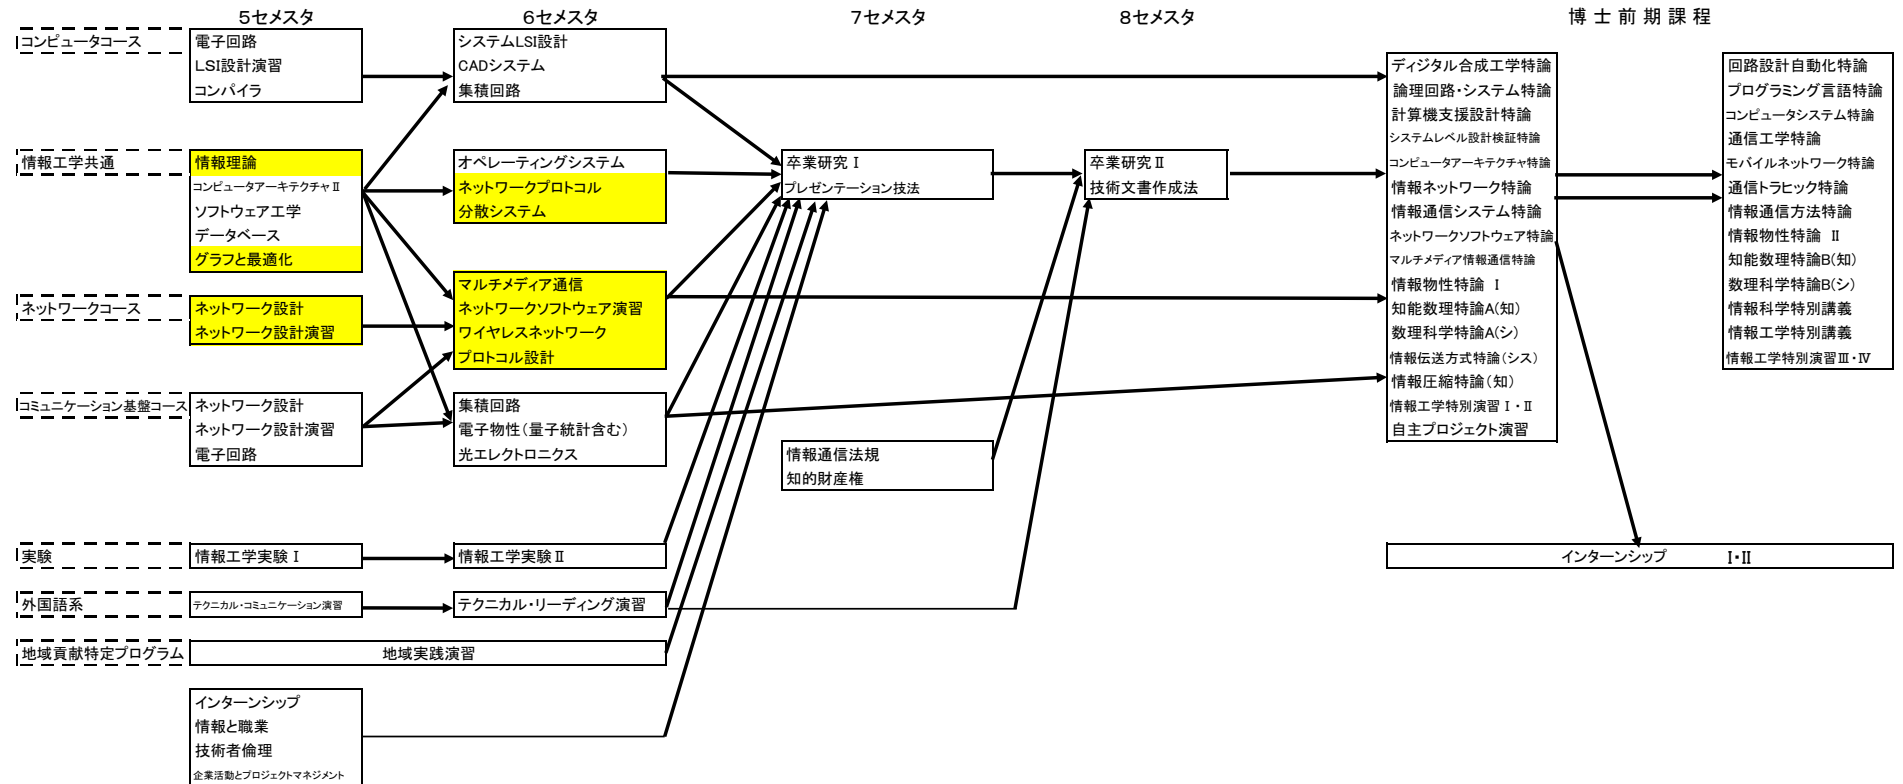 5セメスタ
6セメスタ
7セメスタ
8セメスタ
博士前期課程
コンピュータコース
電子回路
LSI設計演習
コンパイラ
システムLSI設計
CADシステム
集積回路
情報工学共通
情報理論
コンピュータアーキテクチャⅡ
ソフトウェア工学
データベース
グラフと最適化
オペレーティングシステム
ネットワークプロトコル
分散システム
卒業研究Ⅰ
プレゼンテーション技法
卒業研究Ⅱ
技術文書作成法
ネットワークコース
ネットワーク設計
ネットワーク設計演習
マルチメディア通信
ネットワークソフトウェア演習
ワイヤレスネットワーク
プロトコル設計
コミュニケーション基盤コース
ネットワーク設計
ネットワーク設計演習
電子回路
集積回路
電子物性(量子統計含む)
光エレクトロニクス
情報通信法規
知的財産権
ディジタル合成工学特論
論理回路・システム特論
計算機支援設計特論
システムレベル設計検証特論
コンピュータアーキテクチャ特論
情報ネットワーク特論
情報通信システム特論
ネットワークソフトウェア特論
マルチメディア情報通信特論
情報物性特論 Ⅰ
知能数理特論A(知)
数理科学特論A(シ)
情報伝送方式特論(シス)
情報圧縮特論(知)
情報工学特別演習Ⅰ・Ⅱ
自主プロジェクト演習
回路設計自動化特論
プログラミング言語特論
コンピュータシステム特論
通信工学特論
モバイルネットワーク特論
通信トラヒック特論
情報通信方法特論
情報物性特論 Ⅱ
知能数理特論B(知)
数理科学特論B(シ)
情報科学特別講義
情報工学特別講義
情報工学特別演習Ⅲ・Ⅳ
実験
情報工学実験Ⅰ
情報工学実験Ⅱ
インターンシップ Ⅰ・Ⅱ
外国語系
テクニカル・コミュニケーション演習
テクニカル・リーディング演習
地域貢献特定プログラム
地域実践演習
インターンシップ
情報と職業
技術者倫理
企業活動とプロジェクトマネジメント